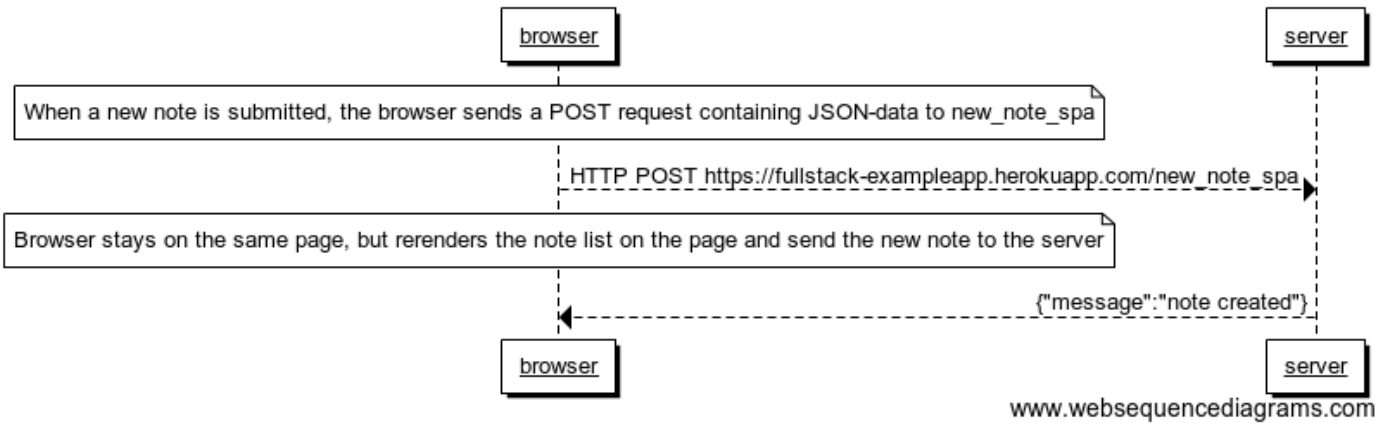 browser
server
When a new note is submitted, the browser sends a POST request containing JSON-data to new_note_spa
HTTP POST https://fullstack-exampleapp.herokuapp.com/new_note_spa
Browser stays on the same page, but rerenders the note list on the page and send the new note to the server
{"message":"note created"}
browser
server
www.websequencediagrams.com